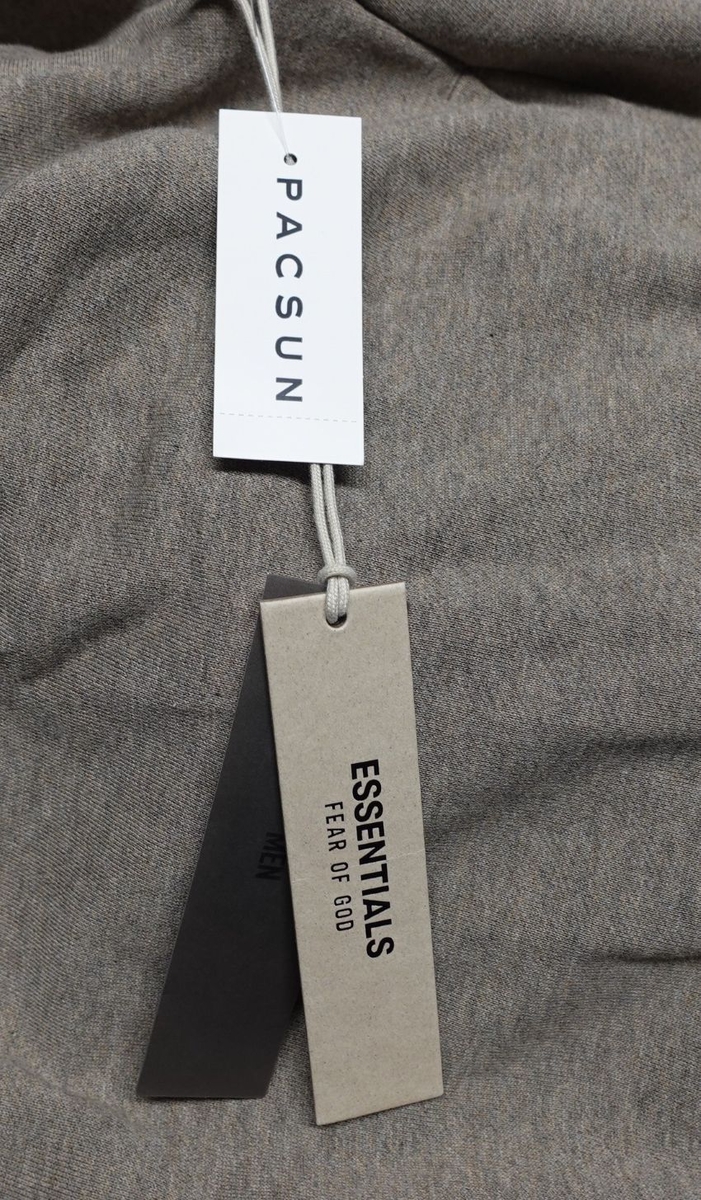 PACSUN
ESSENTIALS
FEAR OF GOD
MEN